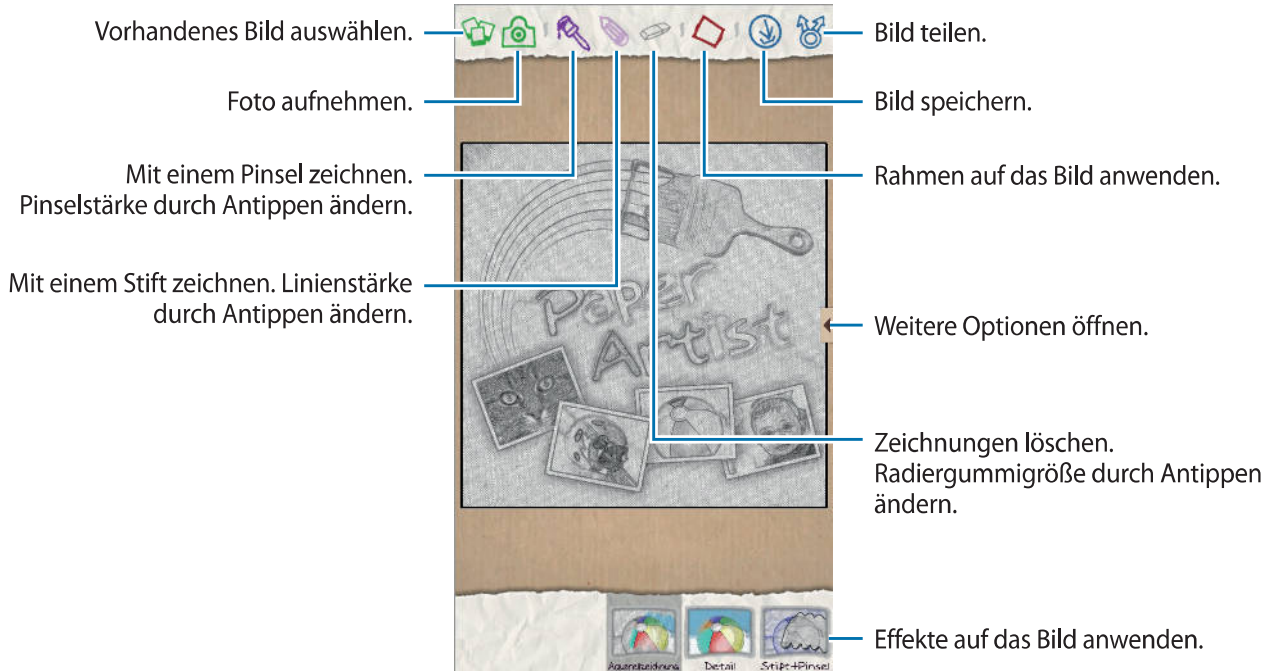 Vorhandenes Bild auswählen.
Foto aufnehmen.
Mit einem Pinsel zeichnen.
Pinselstärke durch Antippen ändern.
Mit einem Stift zeichnen. Linienstärke
durch Antippen ändern.
Paper
Artist
Bild teilen.
Bild speichern.
Rahmen auf das Bild anwenden.
Weitere Optionen öffnen.
Zeichnungen löschen.
Radiergummigröße durch Antippen
ändern.
Effekte auf das Bild anwenden.
Aquarellzeichnung
Detail
Stift+Pinsel